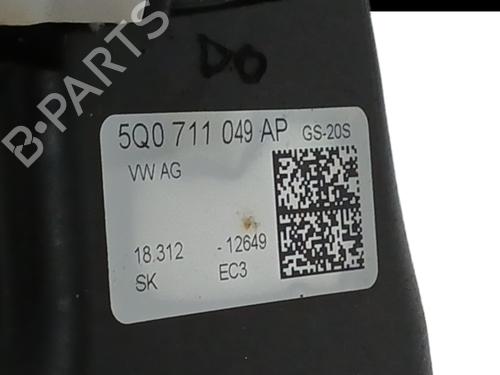 DO
5Q0 711 049 AP GS-20S
VW AG
18.312 -12649
SK EC3
B-PARTS